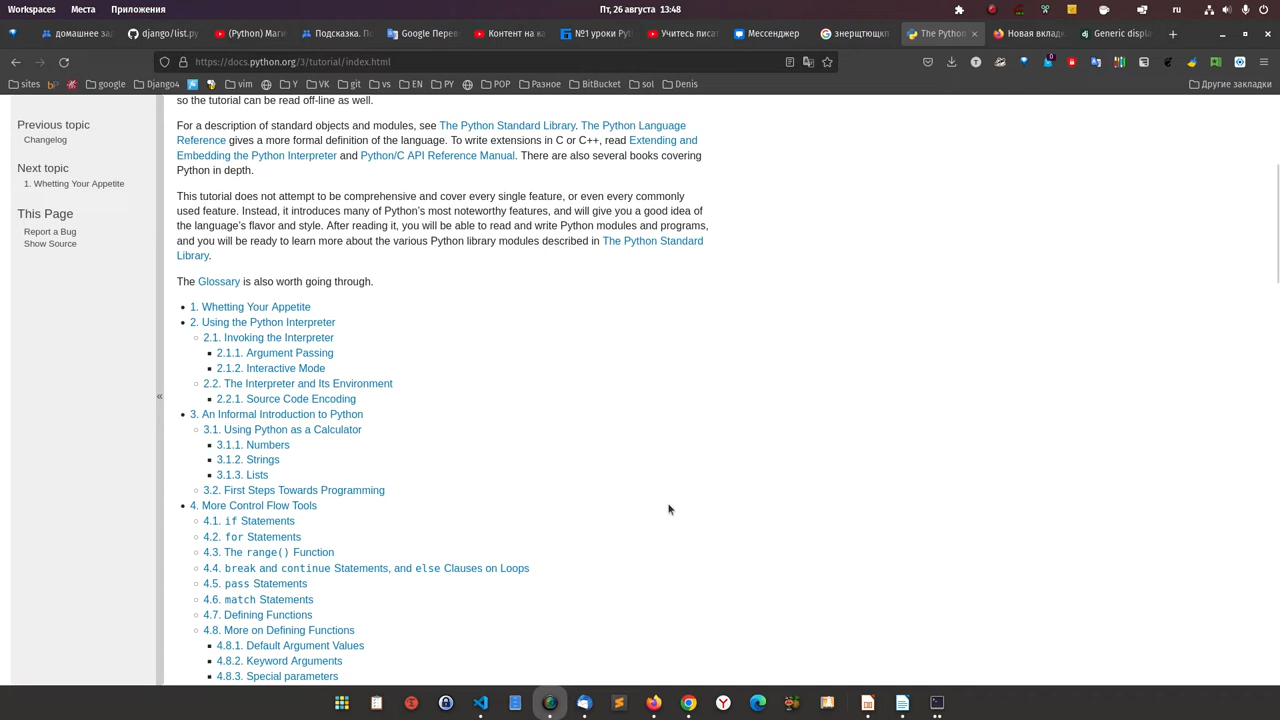 Workspaces Места Приложения Пт, 26 августа 13:48 ru
домашнее зад django/list.py (Python) Маги Подсказка. П Google Перев Контент на ка №1 уроки Pyt Учитесь писат Мессенджер знерщтющкп The Python Новая вклад Generic displa
https://docs.python.org/3/tutorial/index.html
sites google Django4 vim VK git vs EN PY POP Разное BitBucket sol Denis Другие закладки
so the tutorial can be read off-line as well.
Previous topic
Changelog
Next topic
1. Whetting Your Appetite
This Page
Report a Bug
Show Source
«
For a description of standard objects and modules, see The Python Standard Library. The Python Language
Reference gives a more formal definition of the language. To write extensions in C or C++, read Extending and
Embedding the Python Interpreter and Python/C API Reference Manual. There are also several books covering
Python in depth.
This tutorial does not attempt to be comprehensive and cover every single feature, or even every commonly
used feature. Instead, it introduces many of Python’s most noteworthy features, and will give you a good idea of
the language’s flavor and style. After reading it, you will be able to read and write Python modules and programs,
and you will be ready to learn more about the various Python library modules described in The Python Standard
Library.
The Glossary is also worth going through.
1. Whetting Your Appetite
2. Using the Python Interpreter
2.1. Invoking the Interpreter
2.1.1. Argument Passing
2.1.2. Interactive Mode
2.2. The Interpreter and Its Environment
2.2.1. Source Code Encoding
3. An Informal Introduction to Python
3.1. Using Python as a Calculator
3.1.1. Numbers
3.1.2. Strings
3.1.3. Lists
3.2. First Steps Towards Programming
4. More Control Flow Tools
4.1. if Statements
4.2. for Statements
4.3. The range() Function
4.4. break and continue Statements, and else Clauses on Loops
4.5. pass Statements
4.6. match Statements
4.7. Defining Functions
4.8. More on Defining Functions
4.8.1. Default Argument Values
4.8.2. Keyword Arguments
4.8.3. Special parameters